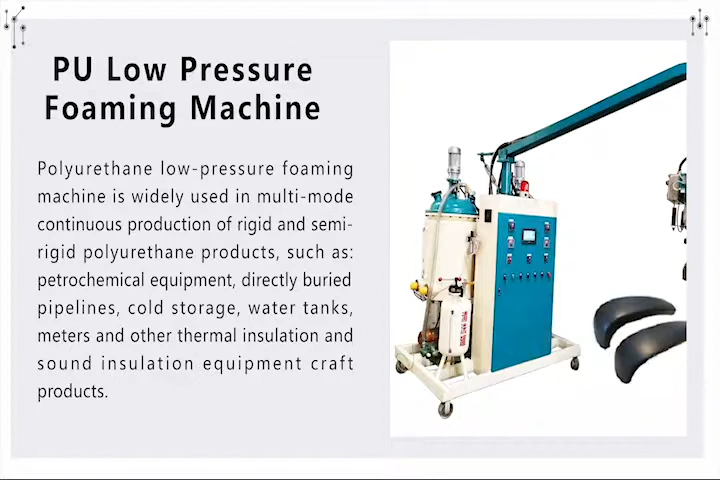 PU Low Pressure
Foaming Machine
Polyurethane low-pressure foaming
machine is widely used in multi-mode
continuous production of rigid and semi-
rigid polyurethane products, such as:
petrochemical equipment, directly buried
pipelines, cold storage, water tanks,
meters and other thermal insulation and
sound insulation equipment craft
products.